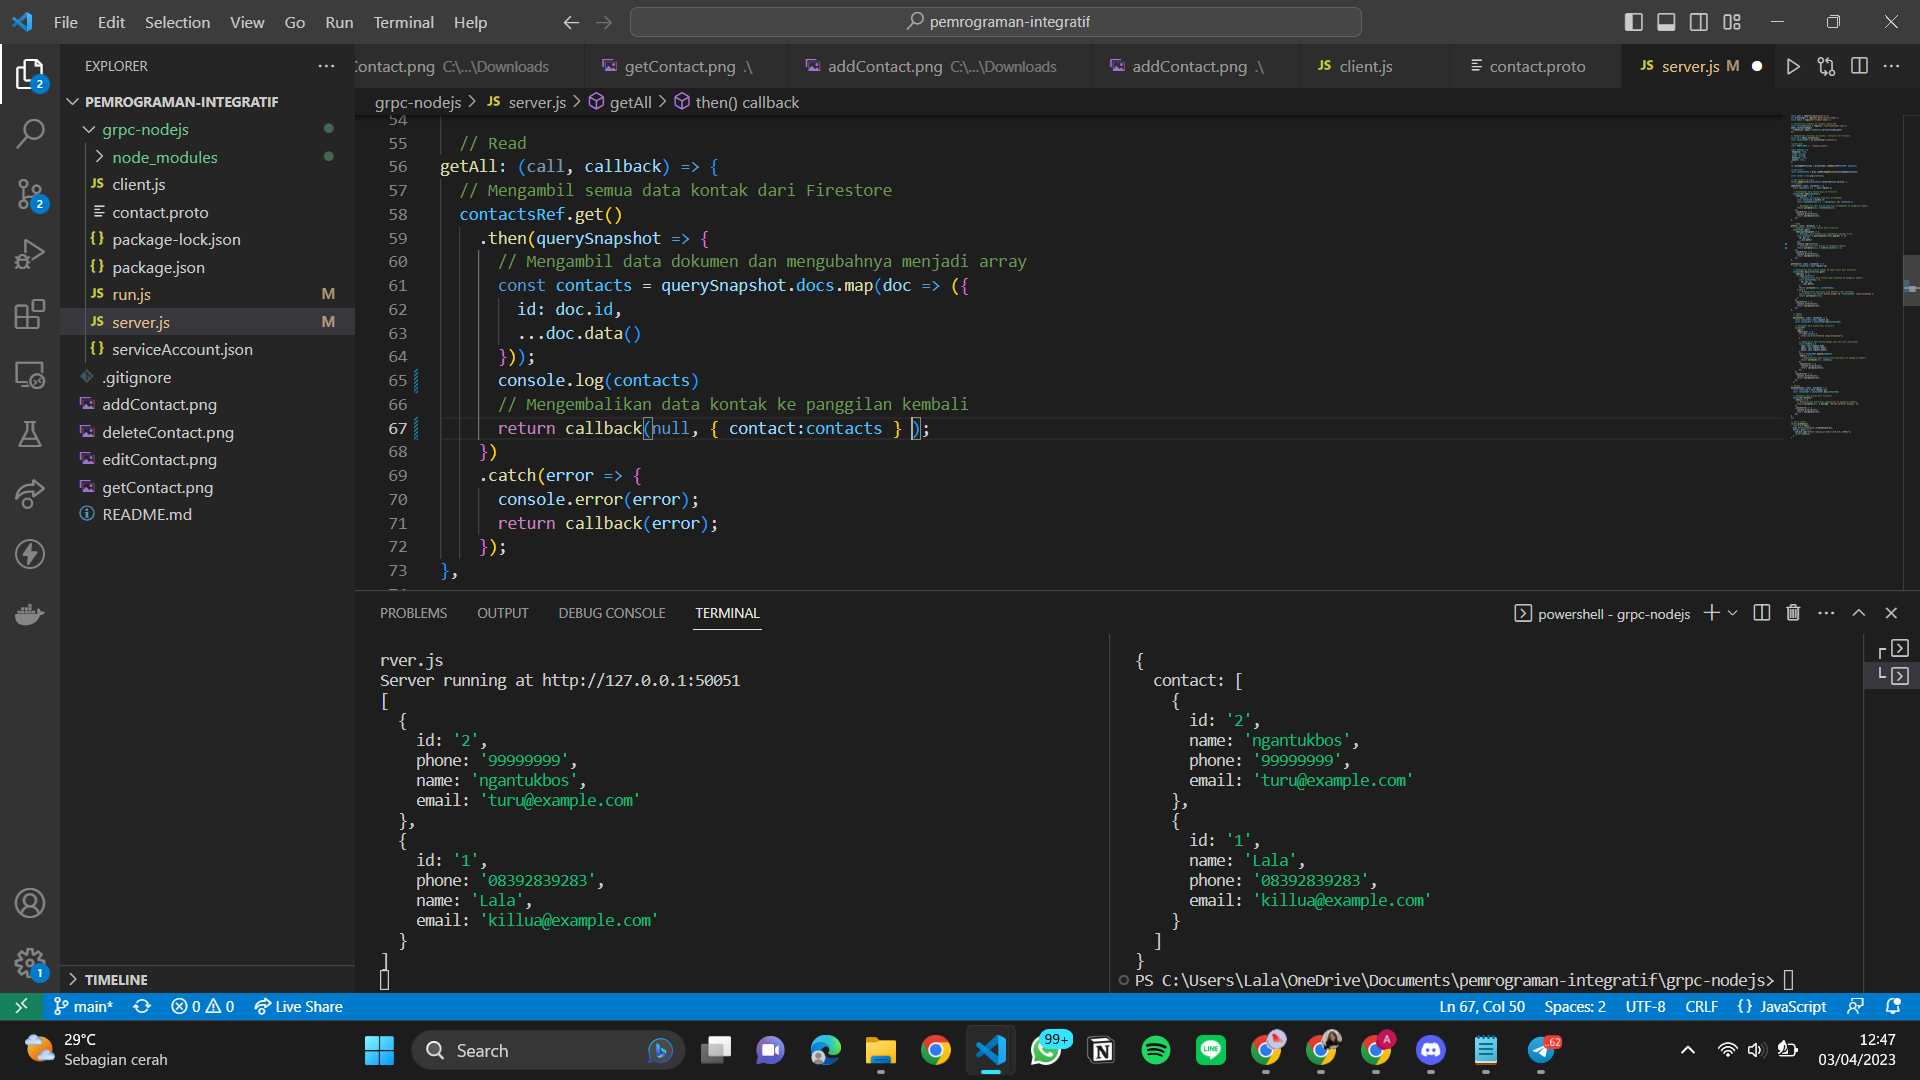 File Edit Selection View Go Run Terminal Help
pemrograman-integratif
EXPLORER
Contact.png C:\...\Downloads
getContact.png .\
addContact.png C:\...\Downloads
addContact.png .\
JS client.js
contact.proto
JS server.js M
PEMROGRAMAN-INTEGRATIF
grpc-nodejs
node_modules
JS client.js
contact.proto
{} package-lock.json
{} package.json
JS run.js M
JS server.js M
{} serviceAccount.json
.gitignore
addContact.png
deleteContact.png
editContact.png
getContact.png
README.md
TIMELINE
2
2
1
grpc-nodejs > JS server.js > getAll > then() callback
54
55 // Read
56 getAll: (call, callback) => {
57 // Mengambil semua data kontak dari Firestore
58 contactsRef.get()
59 .then(querySnapshot => {
60 // Mengambil data dokumen dan mengubahnya menjadi array
61 const contacts = querySnapshot.docs.map(doc => ({
62 id: doc.id,
63 ...doc.data()
64 }));
65 console.log(contacts)
66 // Mengembalikan data kontak ke panggilan kembali
67 return callback(null, { contact:contacts } );
68 })
69 .catch(error => {
70 console.error(error);
71 return callback(error);
72 });
73 },
PROBLEMS OUTPUT DEBUG CONSOLE TERMINAL
powershell - grpc-nodejs
rver.js
Server running at http://127.0.0.1:50051
[
{
id: '2',
phone: '99999999',
name: 'ngantukbos',
email: 'turu@example.com'
},
{
id: '1',
phone: '08392839283',
name: 'Lala',
email: 'killua@example.com'
}
]
{
contact: [
{
id: '2',
name: 'ngantukbos',
phone: '99999999',
email: 'turu@example.com'
},
{
id: '1',
name: 'Lala',
phone: '08392839283',
email: 'killua@example.com'
}
]
}
PS C:\Users\Lala\OneDrive\Documents\pemrograman-integratif\grpc-nodejs>
main* 0 0 Live Share
Ln 67, Col 50 Spaces: 2 UTF-8 CRLF {} JavaScript
29°C
Sebagian cerah
Search
99+
LINE
A
62
12:47
03/04/2023